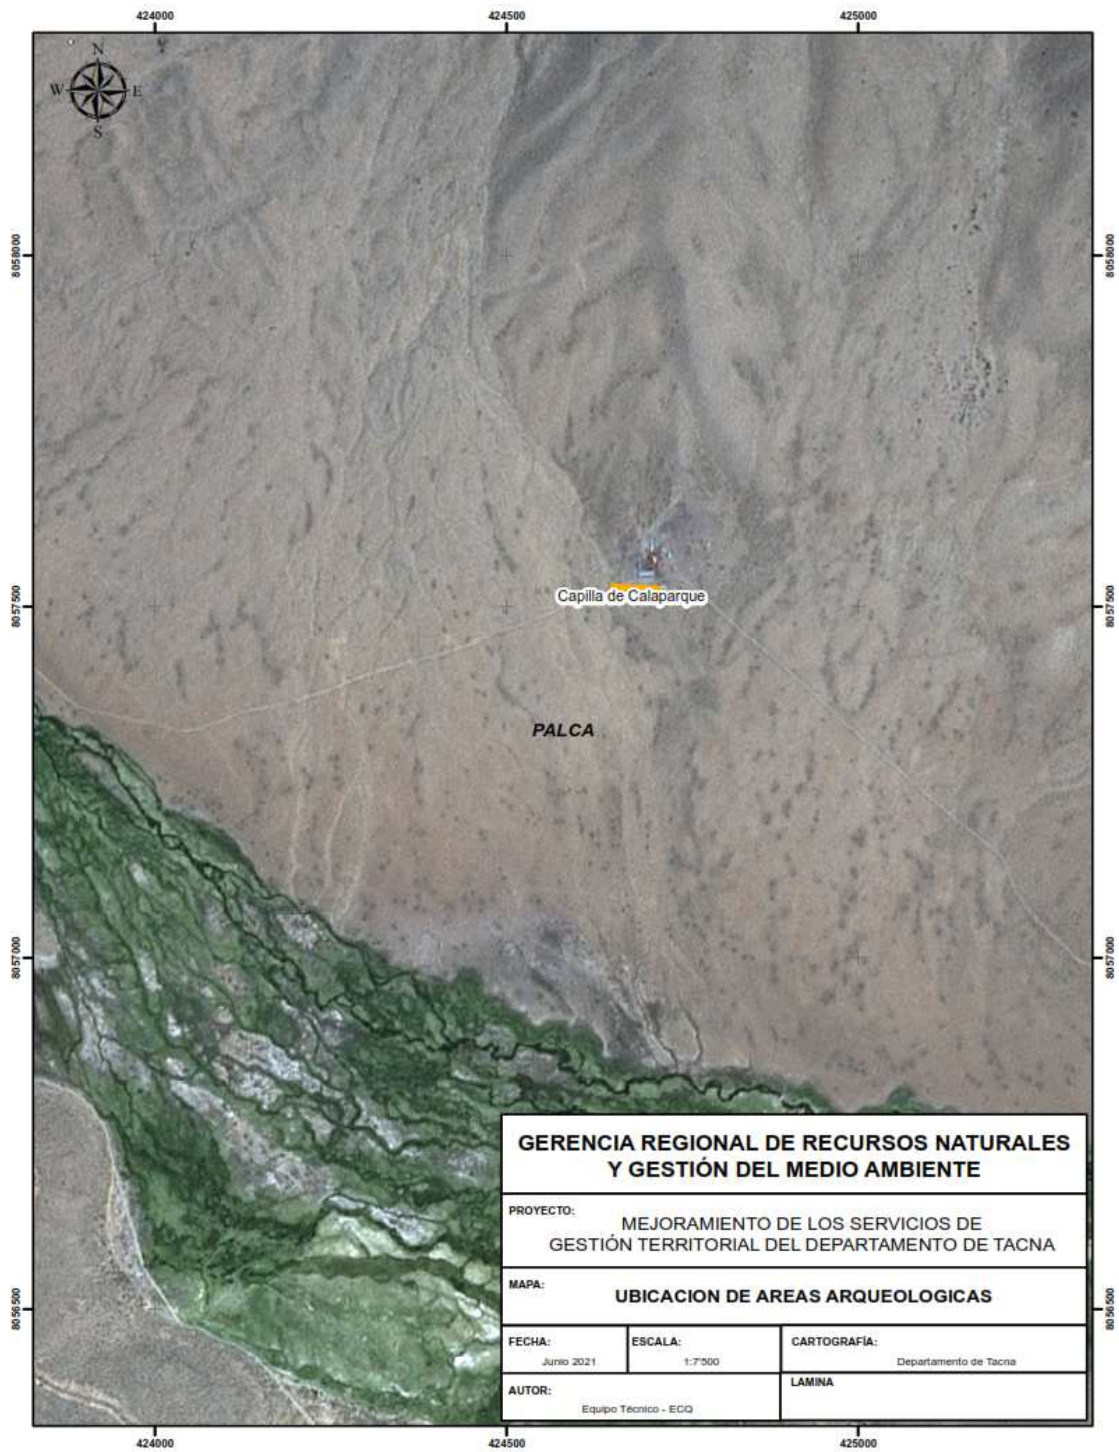 424000
424500
425000
N
W
E
S
8058000
8058000
Capilla de Calaparque
8057500
8057500
PALCA
8057000
8057000
GERENCIA REGIONAL DE RECURSOS NATURALES
Y GESTIÓN DEL MEDIO AMBIENTE
PROYECTO:
MEJORAMIENTO DE LOS SERVICIOS DE
GESTIÓN TERRITORIAL DEL DEPARTAMENTO DE TACNA
MAPA:
UBICACION DE AREAS ARQUEOLOGICAS
8056500
8056500
FECHA:
Junio 2021
ESCALA:
1:7'500
CARTOGRAFÍA:
Departamento de Tacna
AUTOR:
Equipo Técnico - ECQ
LAMINA
424000
424500
425000